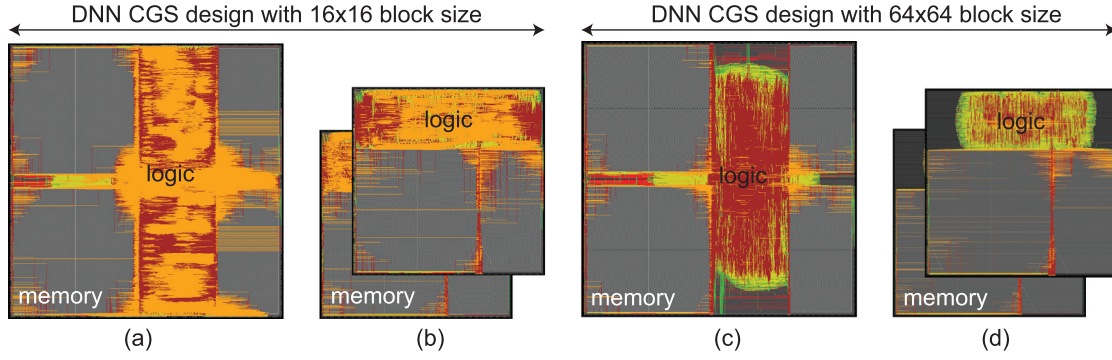 DNN CGS design with 16x16 block size
DNN CGS design with 64x64 block size
logic
memory
logic
memory
logic
memory
logic
memory
(a)
(b)
(c)
(d)